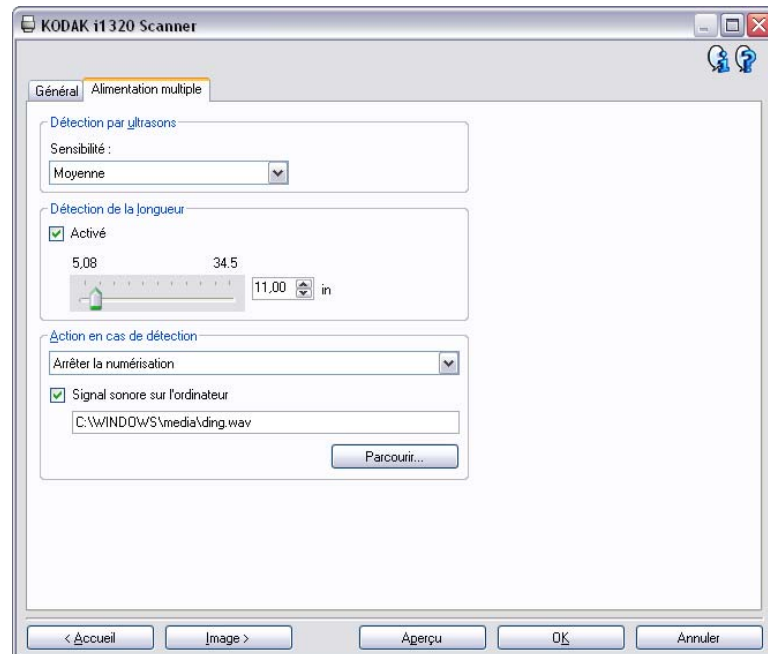 KODAK i1320 Scanner
Général Alimentation multiple
Détection par ultrasons
Sensibilité :
Moyenne
Détection de la longueur
Activé
5,08 34.5
11,00 in
Action en cas de détection
Arrêter la numérisation
Signal sonore sur l'ordinateur
C:\WINDOWS\media\ding.wav
Parcourir...
< Accueil Image > Aperçu OK Annuler